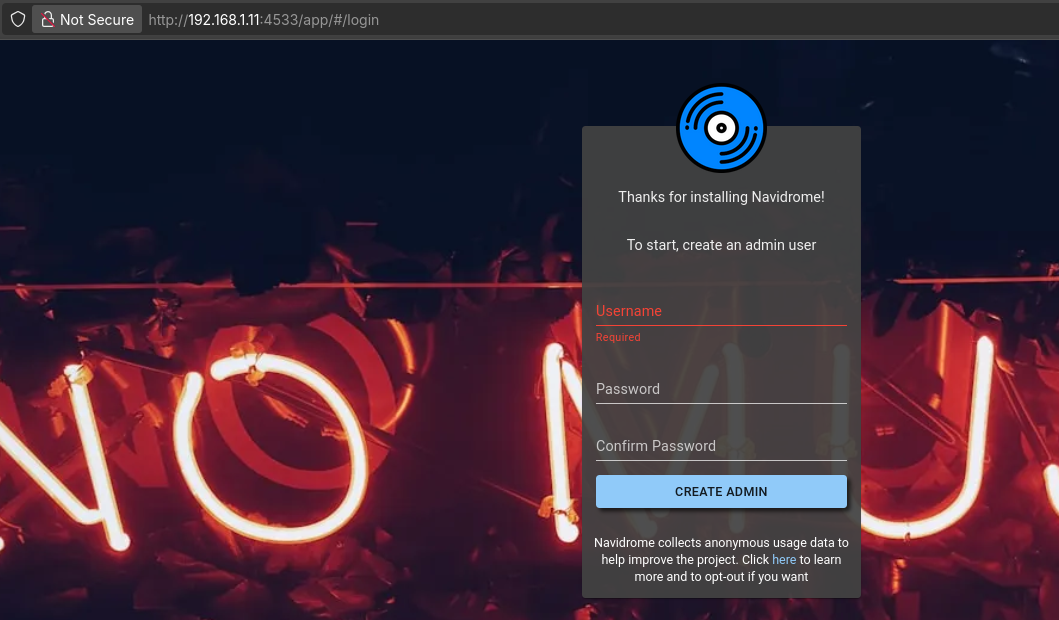 Not Secure http://192.168.1.11:4533/app/#/login
Thanks for installing Navidrome!
To start, create an admin user
Username
Required
Password
Confirm Password
CREATE ADMIN
Navidrome collects anonymous usage data to
help improve the project. Click here to learn
more and to opt-out if you want